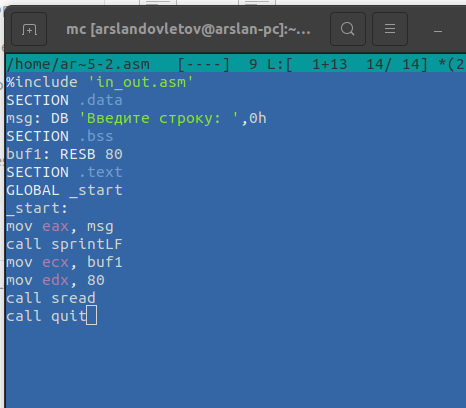 mc [arslandovletov@arslan-pc]:~...
/home/ar~5-2.asm [----] 9 L:[ 1+13 14/ 14] *(2
%include 'in_out.asm'
SECTION .data
msg: DB 'Введите строку: ',0h
SECTION .bss
buf1: RESB 80
SECTION .text
GLOBAL _start
_start:
mov eax, msg
call sprintLF
mov ecx, buf1
mov edx, 80
call sread
call quit